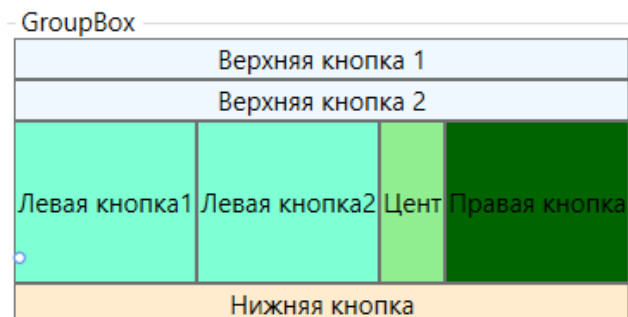 GroupBox
Верхняя кнопка 1
Верхняя кнопка 2
Левая кнопка1 Левая кнопка2 Цент Правая кнопка
Нижняя кнопка